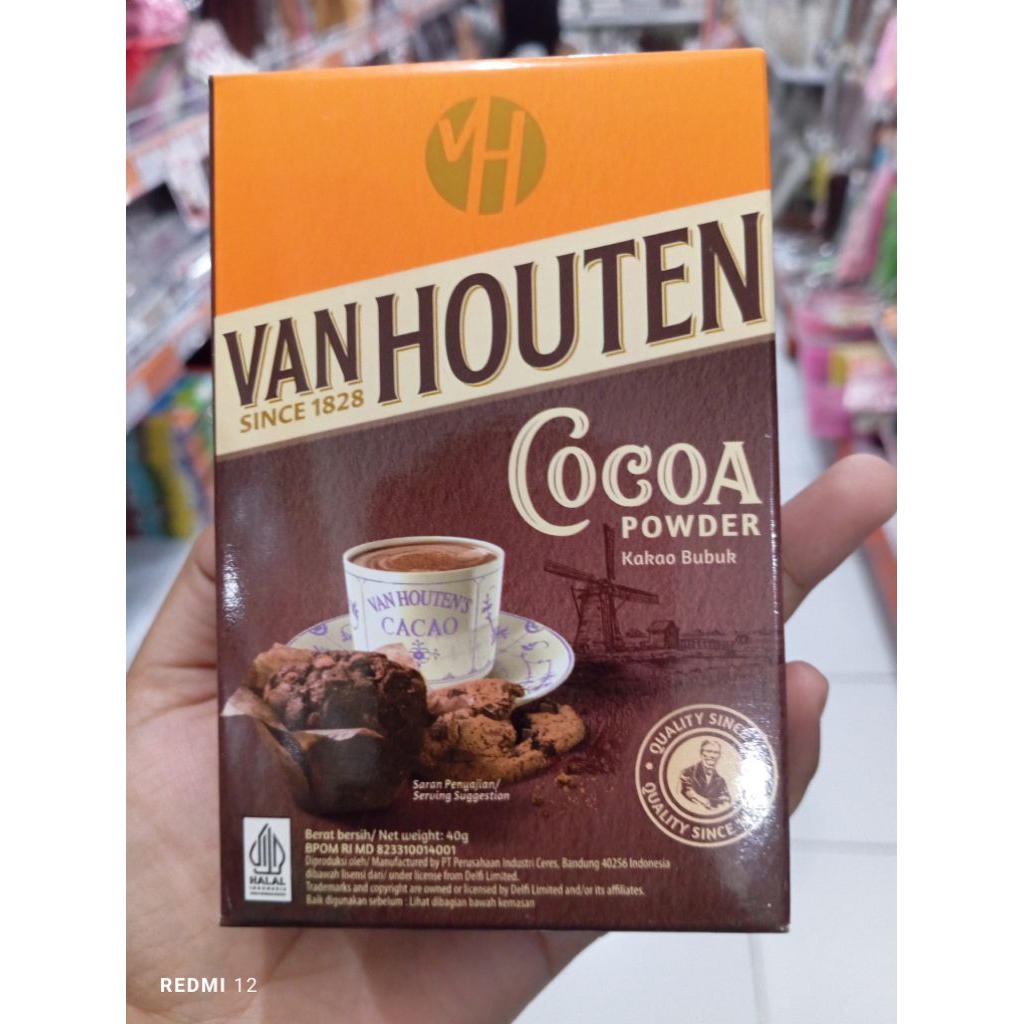 VH
VAN HOUTEN
SINCE 1828
COCOA
POWDER
Kakao Bubuk
VAN HOUTEN'S
CACAO
QUALITY SINCE
QUALITY SINCE
Saran Penyajian/
Serving Suggestion
HALAL
INDONESIA
Berat bersih/ Net weight: 40g
BPOM RI MD 823310014001
Diproduksi oleh/ Manufactured by PT Perusahaan Industri Ceres, Bandung 40256 Indonesia
dibawah lisensi dari/ under license from Delfi Limited.
Trademarks and copyright are owned or licensed by Delfi Limited and/or its affiliates.
Baik digunakan sebelum : Lihat dibagian bawah kemasan
REDMI 12